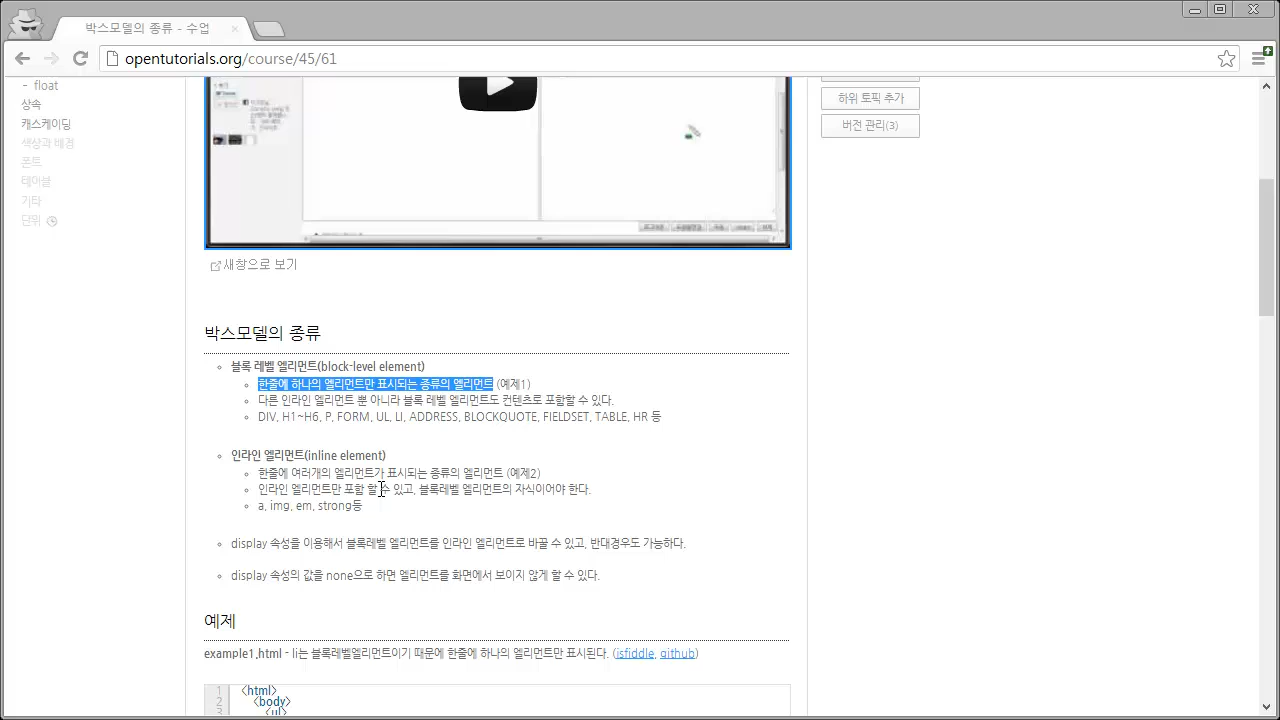 박스모델의 종류 - 수업
opentutorials.org/course/45/61
- float
상속
캐스케이딩
색상과 배경
폰트
테이블
기타
단위
하위 토픽 추가
버전 관리(3)
새창으로 보기
박스모델의 종류
블록 레벨 엘리먼트(block-level element)
한줄에 하나의 엘리먼트만 표시되는 종류의 엘리먼트 (예제1)
다른 인라인 엘리먼트 뿐 아니라 블록 레벨 엘리먼트도 컨텐츠로 포함할 수 있다.
DIV, H1~H6, P, FORM, UL, LI, ADDRESS, BLOCKQUOTE, FIELDSET, TABLE, HR 등
인라인 엘리먼트(inline element)
한줄에 여러개의 엘리먼트가 표시되는 종류의 엘리먼트 (예제2)
인라인 엘리먼트만 포함 할 수 있고, 블록레벨 엘리먼트의 자식이어야 한다.
a, img, em, strong등
display 속성을 이용해서 블록레벨 엘리먼트를 인라인 엘리먼트로 바꿀 수 있고, 반대경우도 가능하다.
display 속성의 값을 none으로 하면 엘리먼트를 화면에서 보이지 않게 할 수 있다.
예제
example1.html - li는 블록레벨엘리먼트이기 때문에 한줄에 하나의 엘리먼트만 표시된다. (jsfiddle, github)
1 <html>
2 <body>
3 <ul>